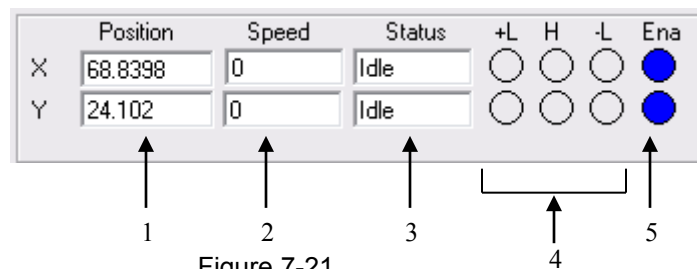 Position Speed Status +L H -L Ena
X 68.8398 0 Idle
Y 24.102 0 Idle
1 2 3 4 5
Figure 7-21